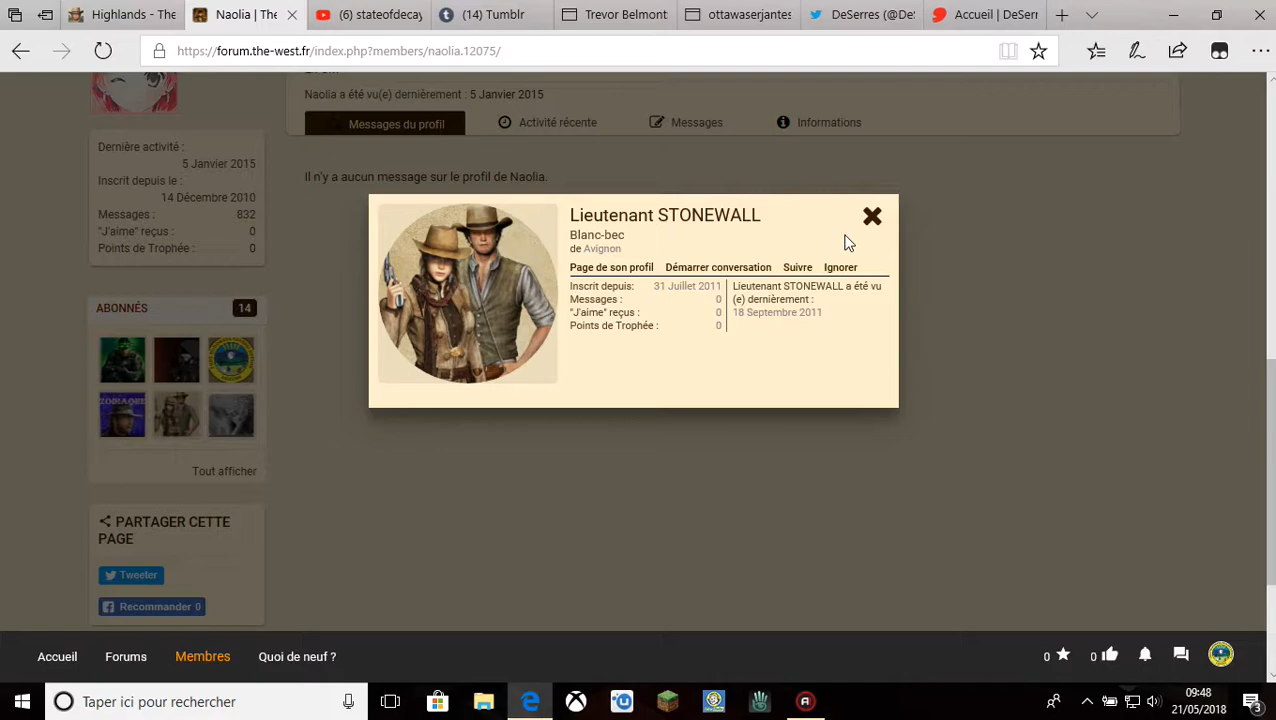 Highlands - The
Naolia | The
(6) stateofdecay
(14) Tumblr
Trevor Belmont
ottawaserjantes
DeSerres (@De
Accueil | DeSerr
https://forum.the-west.fr/index.php?members/naolia.12075/
Naolia a été vu(e) dernièrement : 5 Janvier 2015
Messages du profil
Activité récente
Messages
Informations
Dernière activité :
5 Janvier 2015
Inscrit depuis le :
14 Décembre 2010
Messages : 832
"J'aime" reçus : 0
Points de Trophée : 0
Il n'y a aucun message sur le profil de Naolia.
Lieutenant STONEWALL
Blanc-bec
de Avignon
Page de son profil Démarrer conversation Suivre Ignorer
Inscrit depuis: 31 Juillet 2011
Messages : 0
"J'aime" reçus : 0
Points de Trophée : 0
Lieutenant STONEWALL a été vu
(e) dernièrement :
18 Septembre 2011
ABONNÉS 14
ZODIAQUE
Tout afficher
PARTAGER CETTE
PAGE
Tweeter
Recommander 0
Accueil Forums Membres Quoi de neuf ?
0 0
Taper ici pour rechercher
21/05/2018
3